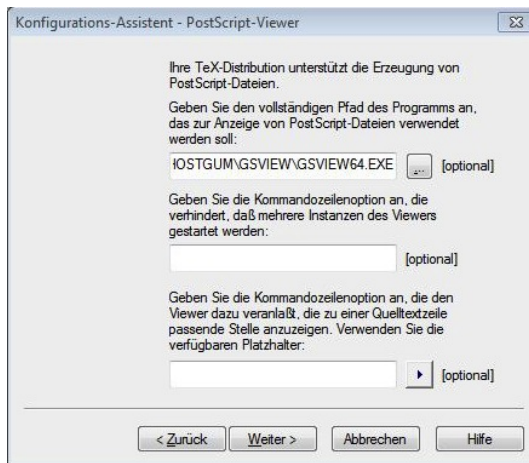 Konfigurations-Assistent - PostScript-Viewer
Ihre TeX-Distribution unterstützt die Erzeugung von
PostScript-Dateien.
Geben Sie den vollständigen Pfad des Programms an,
das zur Anzeige von PostScript-Dateien verwendet
werden soll:
HOSTGUM\GSVIEW\GSVIEW64.EXE ... [optional]
Geben Sie die Kommandozeilenoption an, die
verhindert, daß mehrere Instanzen des Viewers
gestartet werden:
[optional]
Geben Sie die Kommandozeilenoption an, die den
Viewer dazu veranlaßt, die zu einer Quelltextzeile
passende Stelle anzuzeigen. Verwenden Sie die
verfügbaren Platzhalter:
[optional]
< Zurück Weiter > Abbrechen Hilfe